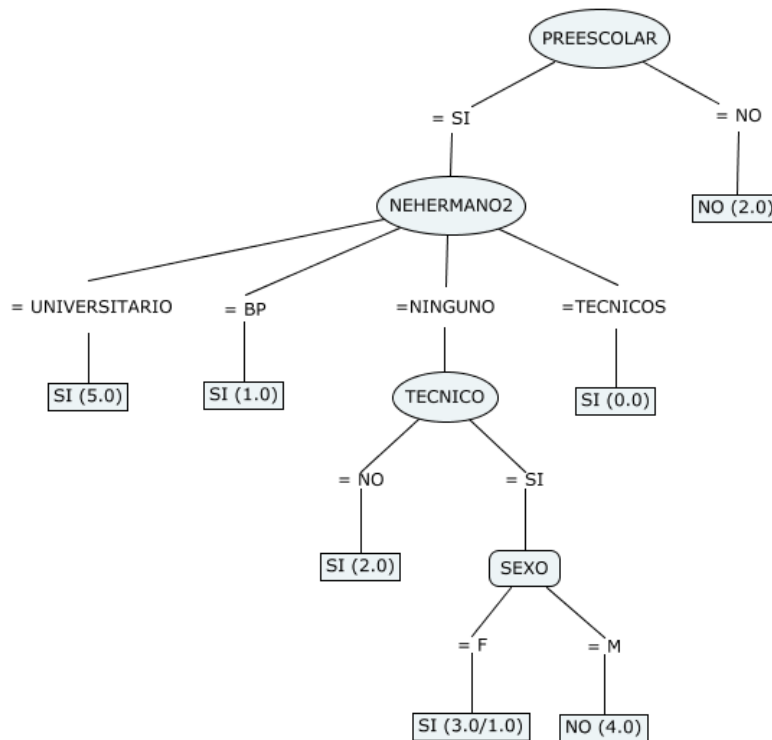 PREESCOLAR
= SI
= NO
NEHERMANO2
NO (2.0)
= UNIVERSITARIO
= BP
=NINGUNO
=TECNICOS
SI (5.0)
SI (1.0)
TECNICO
SI (0.0)
= NO
= SI
SI (2.0)
SEXO
= F
= M
SI (3.0/1.0)
NO (4.0)